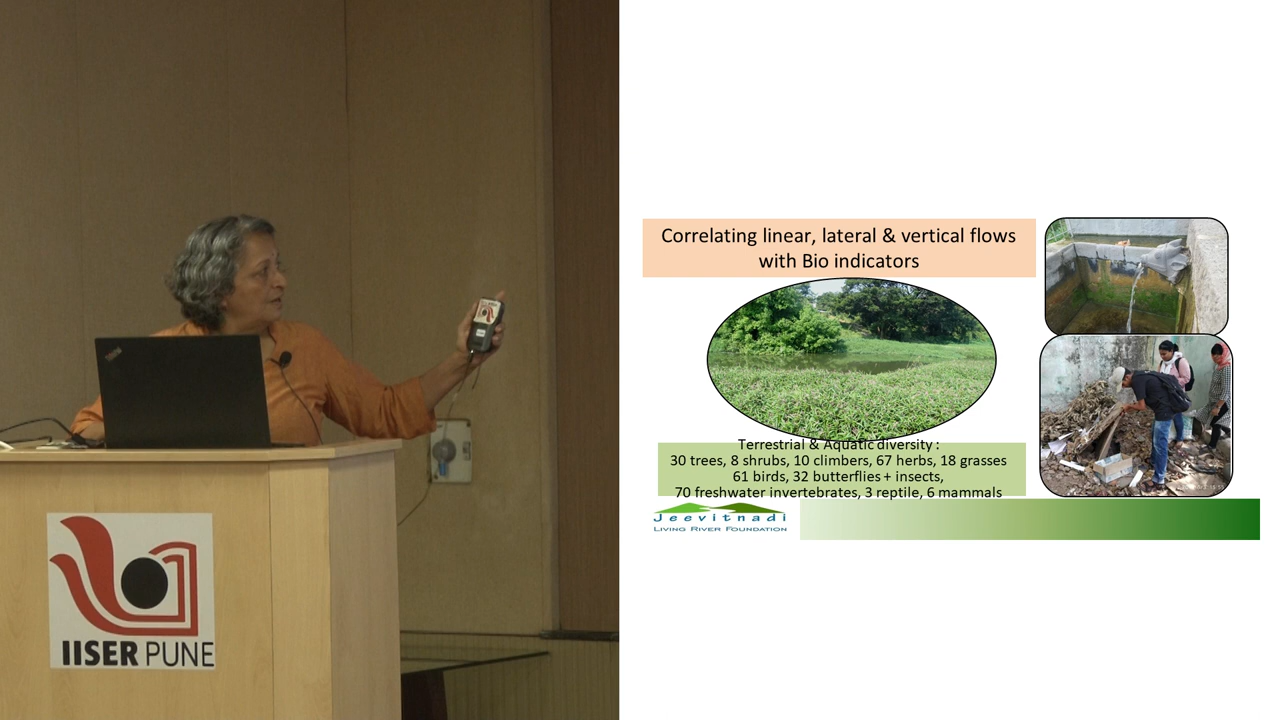 IISER PUNE
Correlating linear, lateral & vertical flows
with Bio indicators
Terrestrial & Aquatic diversity :
30 trees, 8 shrubs, 10 climbers, 67 herbs, 18 grasses
61 birds, 32 butterflies + insects,
70 freshwater invertebrates, 3 reptile, 6 mammals
Jeevitnadi
LIVING RIVER FOUNDATION